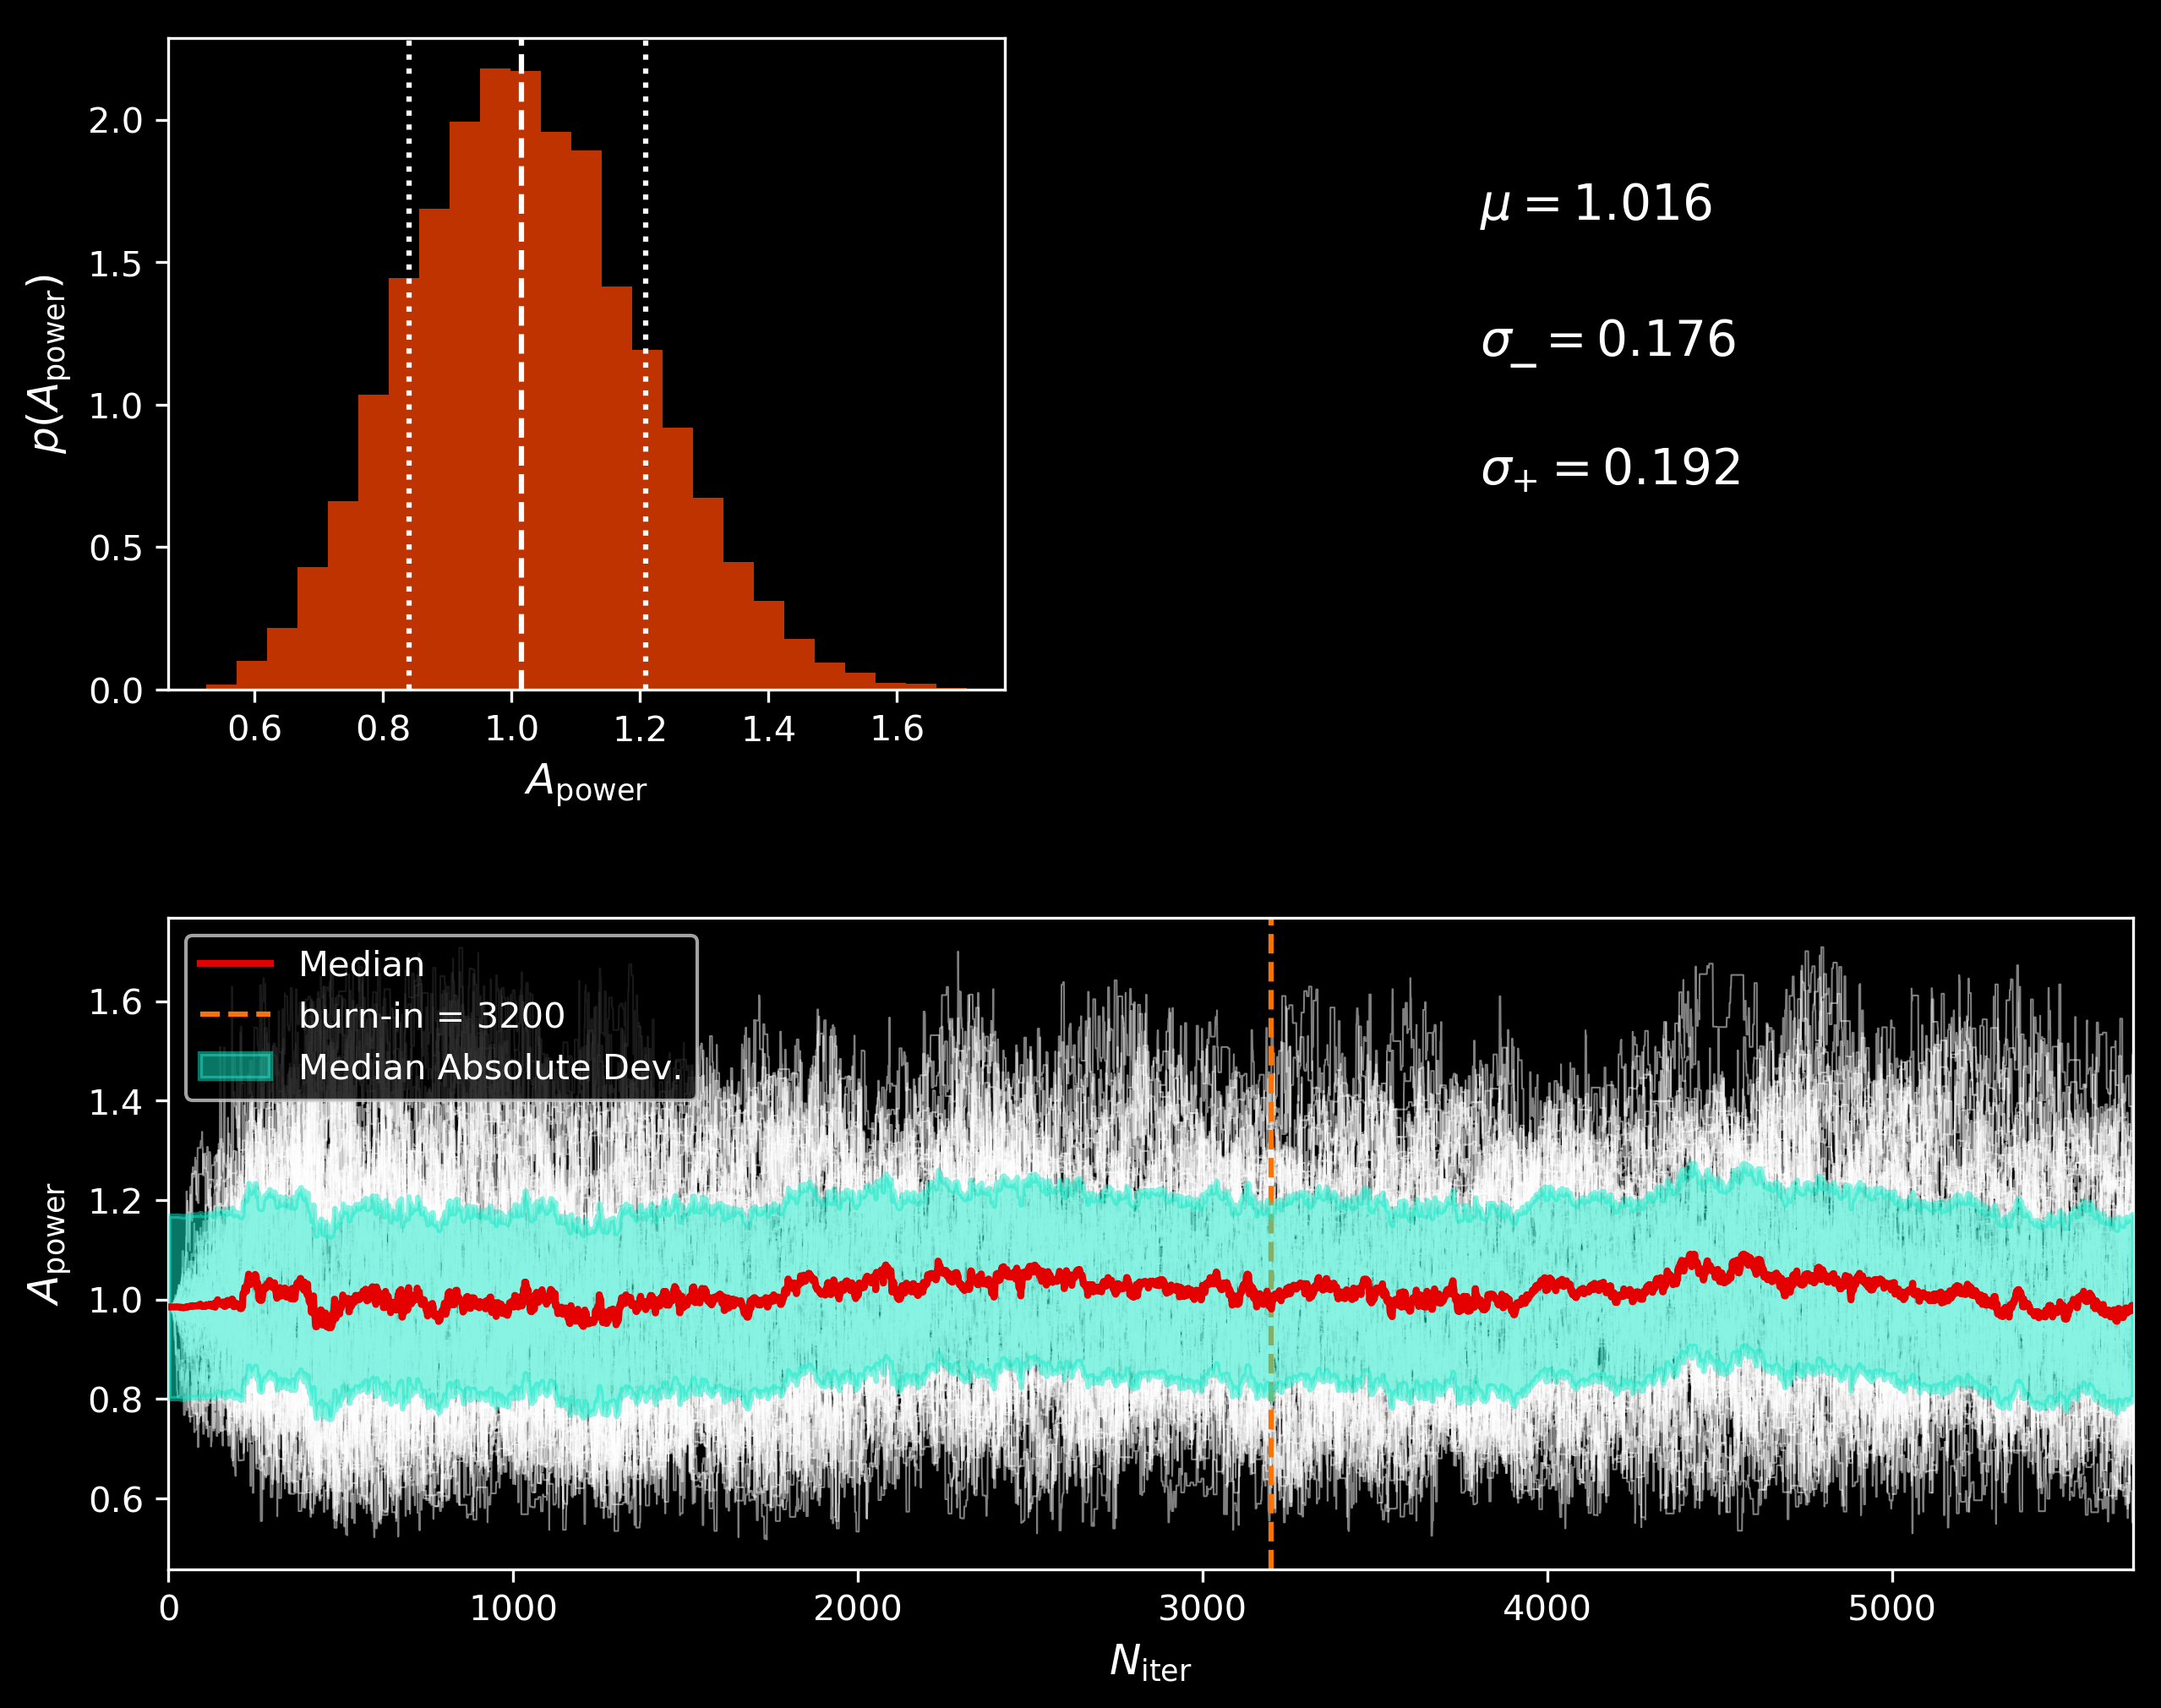 2.0
1.5
1.0
0.5
0.0
p(A_power)
0.6 0.8 1.0 1.2 1.4 1.6
A_power
μ = 1.016
σ_− = 0.176
σ_+ = 0.192
Median
burn-in = 3200
Median Absolute Dev.
1.6
1.4
1.2
1.0
0.8
0.6
A_power
0 1000 2000 3000 4000 5000
N_iter